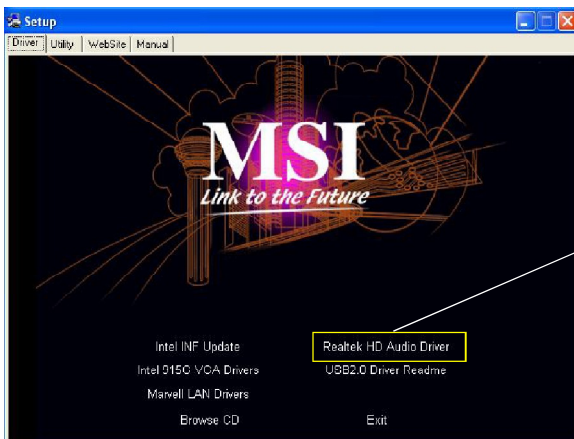 Setup
Driver Utility WebSite Manual
MSI
Link to the Future
Intel INF Update
Realtek HD Audio Driver
Intel 915G VGA Drivers
USB2.0 Driver Readme
Marvell LAN Drivers
Browse CD
Exit